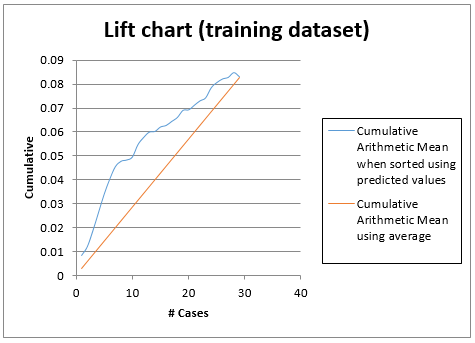 Lift chart (training dataset)
0.09
0.08
0.07
0.06
0.05
0.04
0.03
0.02
0.01
0
Cumulative
0 10 20 30 40
# Cases
Cumulative
Arithmetic Mean
when sorted using
predicted values
Cumulative
Arithmetic Mean
using average